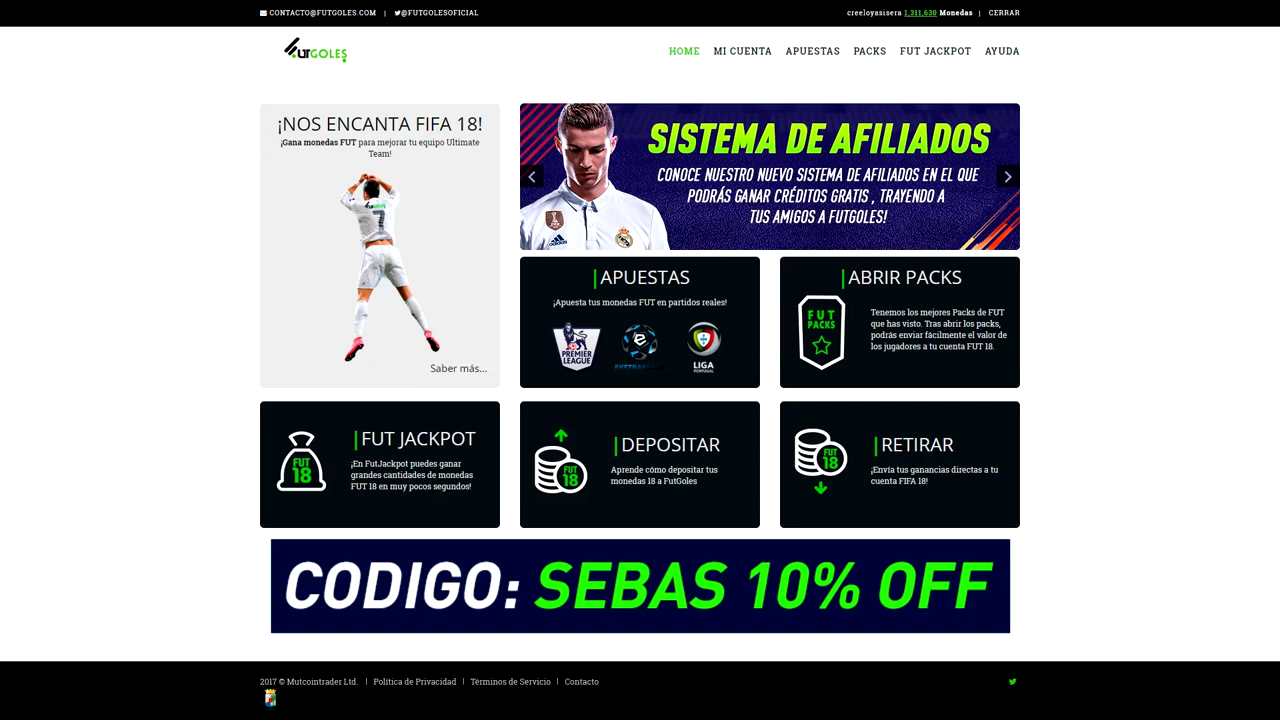 CONTACTO@FUTGOLES.COM | @FUTGOLESOFICIAL
creeloyasisera 1,311,630 Monedas | CERRAR
FUTGOLES
HOME MI CUENTA APUESTAS PACKS FUT JACKPOT AYUDA
¡NOS ENCANTA FIFA 18!
¡Gana monedas FUT para mejorar tu equipo Ultimate
Team!
7
Saber más...
SISTEMA DE AFILIADOS
CONOCE NUESTRO NUEVO SISTEMA DE AFILIADOS EN EL QUE
PODRÁS GANAR CRÉDITOS GRATIS , TRAYENDO A
TUS AMIGOS A FUTGOLES!
adidas
|APUESTAS
¡Apuesta tus monedas FUT en partidos reales!
PREMIER
LEAGUE
EKSTRAKLASA
LIGA
PORTUGAL
|ABRIR PACKS
FUT
PACKS
Tenemos los mejores Packs de FUT
que has visto. Tras abrir los packs,
podrás enviar fácilmente el valor de
los jugadores a tu cuenta FUT 18.
|FUT JACKPOT
FUT
18
¡En FutJackpot puedes ganar
grandes cantidades de monedas
FUT 18 en muy pocos segundos!
|DEPOSITAR
FUT
18
Aprende cómo depositar tus
monedas 18 a FutGoles
|RETIRAR
FUT
18
¡Envía tus ganancias directas a tu
cuenta FIFA 18!
CODIGO: SEBAS 10% OFF
2017 © Mutcointrader Ltd. | Política de Privacidad | Términos de Servicio | Contacto